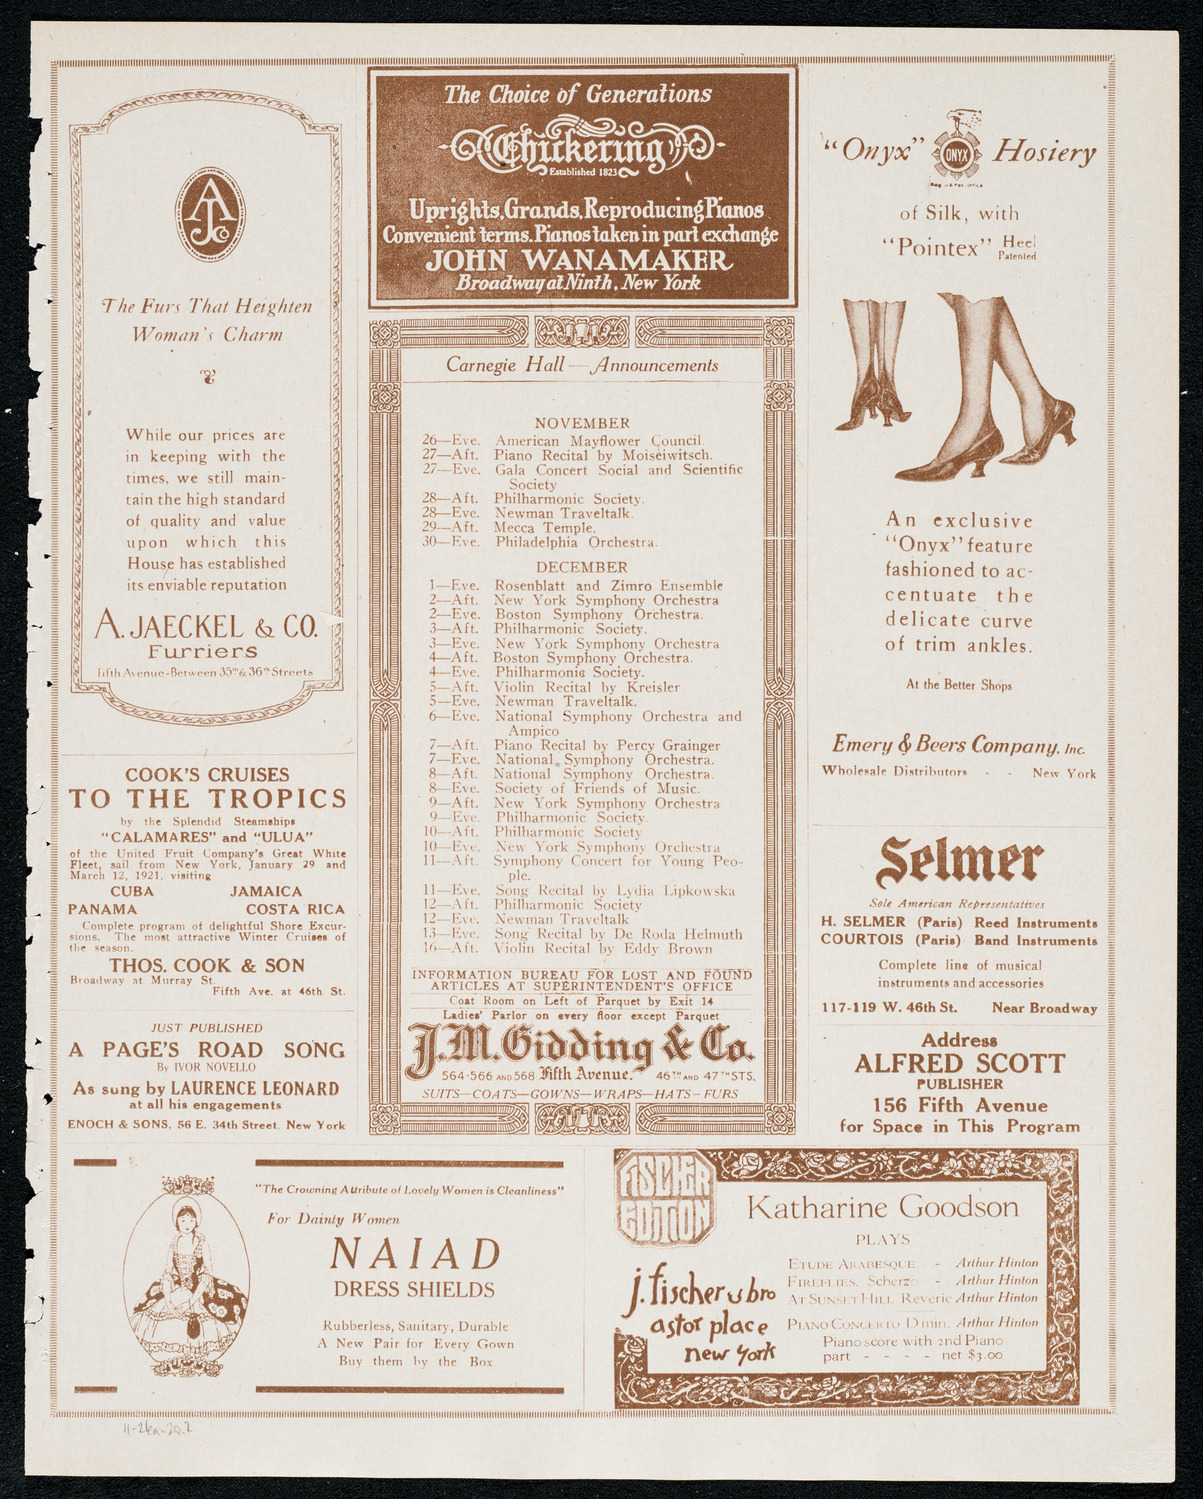 AJCo
The Furs That Heighten
Woman's Charm
While our prices are
in keeping with the
times, we still main-
tain the high standard
of quality and value
upon which this
House has established
its enviable reputation
A. JAECKEL & CO.
Furriers
Fifth Avenue-Between 35th & 36th Streets
COOK'S CRUISES
TO THE TROPICS
by the Splendid Steamships
"CALAMARES" and "ULUA"
of the United Fruit Company's Great White
Fleet, sail from New York, January 29 and
March 12, 1921, visiting
CUBA JAMAICA
PANAMA COSTA RICA
Complete program of delightful Shore Excur-
sions. The most attractive Winter Cruises of
the season.
THOS. COOK & SON
Broadway at Murray St.
Fifth Ave. at 46th St.
JUST PUBLISHED
A PAGE'S ROAD SONG
By IVOR NOVELLO
As sung by LAURENCE LEONARD
at all his engagements
ENOCH & SONS, 56 E. 34th Street, New York
The Choice of Generations
Chickering
Established 1823
Uprights, Grands, Reproducing Pianos
Convenient terms. Pianos taken in part exchange
JOHN WANAMAKER
Broadway at Ninth, New York
Carnegie Hall — Announcements
NOVEMBER
26—Eve. American Mayflower Council.
27—Aft. Piano Recital by Moiseiwitsch.
27—Eve. Gala Concert Social and Scientific
Society
28—Aft. Philharmonic Society.
28—Eve. Newman Traveltalk.
29—Aft. Mecca Temple.
30—Eve. Philadelphia Orchestra.
DECEMBER
1—Eve. Rosenblatt and Zimro Ensemble
2—Aft. New York Symphony Orchestra
2—Eve. Boston Symphony Orchestra.
3—Aft. Philharmonic Society.
3—Eve. New York Symphony Orchestra
4—Aft. Boston Symphony Orchestra.
4—Eve. Philharmonic Society.
5—Aft. Violin Recital by Kreisler
5—Eve. Newman Traveltalk.
6—Eve. National Symphony Orchestra and
Ampico
7—Aft. Piano Recital by Percy Grainger
7—Eve. National Symphony Orchestra.
8—Aft. National Symphony Orchestra.
8—Eve. Society of Friends of Music.
9—Aft. New York Symphony Orchestra
9—Eve. Philharmonic Society.
10—Aft. Philharmonic Society
10—Eve. New York Symphony Orchestra
11—Aft. Symphony Concert for Young Peo-
ple.
11—Eve. Song Recital by Lydia Lipkowska
12—Aft. Philharmonic Society
12—Eve. Newman Traveltalk
13—Eve. Song Recital by De Roda Helmuth
16—Aft. Violin Recital by Eddy Brown
INFORMATION BUREAU FOR LOST AND FOUND
ARTICLES AT SUPERINTENDENT'S OFFICE
Coat Room on Left of Parquet by Exit 14
Ladies' Parlor on every floor except Parquet
J.M. Gidding & Co.
564-566 AND 568 Fifth Avenue. 46TH AND 47TH STS.
SUITS—COATS—GOWNS—WRAPS—HATS—FURS
"Onyx" ONYX Hosiery
Reg. U.S. Pat. Office
of Silk, with
"Pointex" Heel
Patented
An exclusive
"Onyx" feature
fashioned to ac-
centuate the
delicate curve
of trim ankles.
At the Better Shops
Emery & Beers Company, Inc.
Wholesale Distributors - - New York
Selmer
Sole American Representatives
H. SELMER (Paris) Reed Instruments
COURTOIS (Paris) Band Instruments
Complete line of musical
instruments and accessories
117-119 W. 46th St. Near Broadway
Address
ALFRED SCOTT
PUBLISHER
156 Fifth Avenue
for Space in This Program
"The Crowning Attribute of Lovely Women is Cleanliness"
For Dainty Women
NAIAD
DRESS SHIELDS
Rubberless, Sanitary, Durable
A New Pair for Every Gown
Buy them by the Box
FISCHER
EDITION
j. fischer & bro
astor place
new york
Katharine Goodson
PLAYS
ETUDE ARABESQUE - Arthur Hinton
FIREFLIES, Scherzo - Arthur Hinton
AT SUNSET HILL Reverie Arthur Hinton
PIANO CONCERTO D min. Arthur Hinton
Piano score with 2nd Piano
part - - - - net $3.00